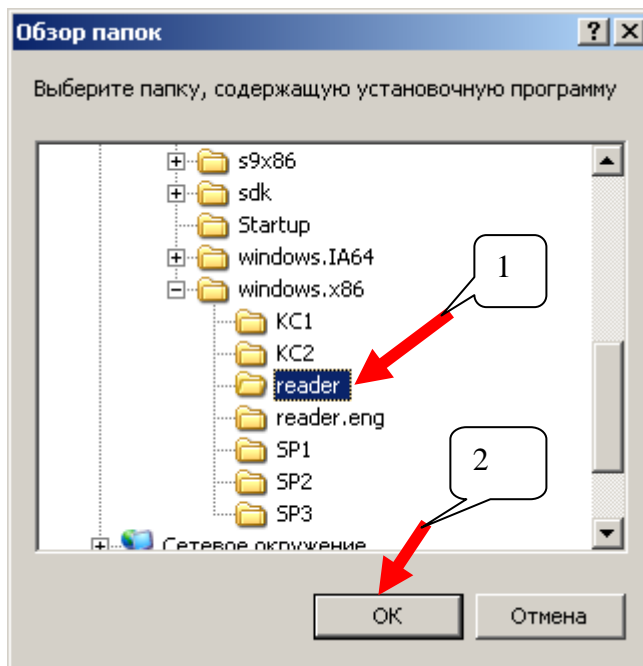 Обзор папок
Выберите папку, содержащую установочную программу
s9x86
sdk
Startup
windows.IA64
windows.x86
1
KC1
KC2
reader
reader.eng
SP1
2
SP2
SP3
Сетевое окружение
OK
Отмена